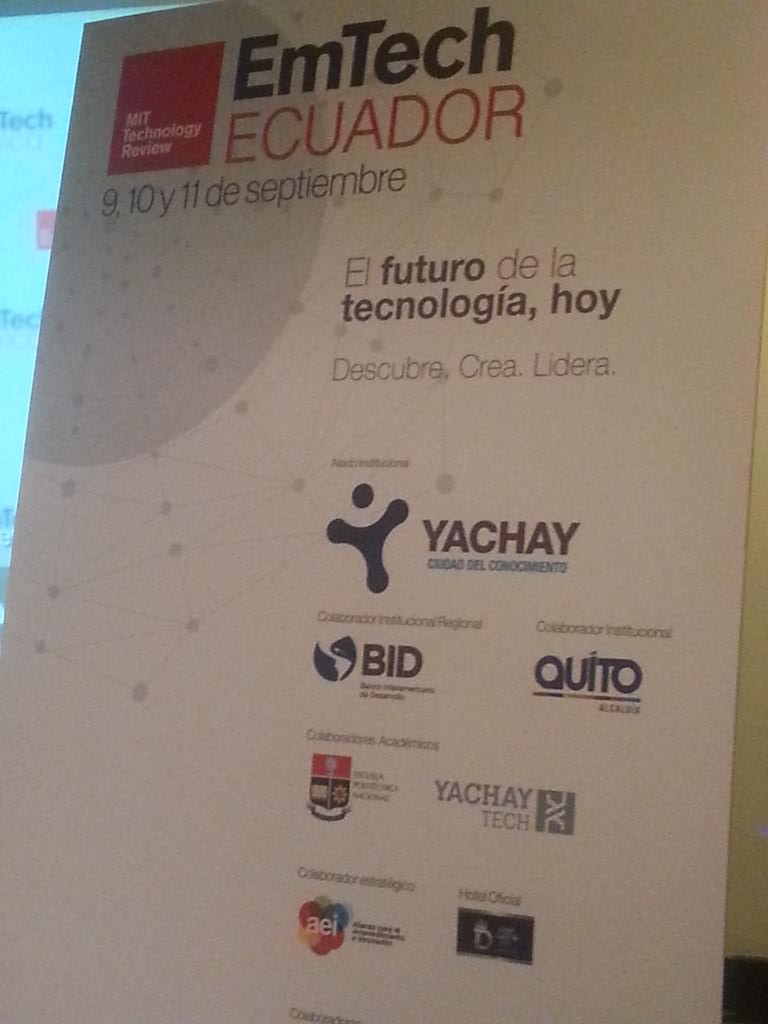 EmTech
ECUADOR
MIT
Technology
Review
9, 10 y 11 de septiembre
El futuro de la
tecnología, hoy
Descubre. Crea. Lidera.
Aliado Institucional
YACHAY
CIUDAD DEL CONOCIMIENTO
Colaborador Institucional Regional
Colaborador Institucional
BID
Banco Interamericano
de Desarrollo
QUITO
ALCALDÍA
Colaboradores Académicos
ESCUELA
POLITÉCNICA
NACIONAL
YACHAY
TECH
Colaborador estratégico
Hotel Oficial
aei
Alianza para el
emprendimiento
e innovación
Colaboradores
Tech